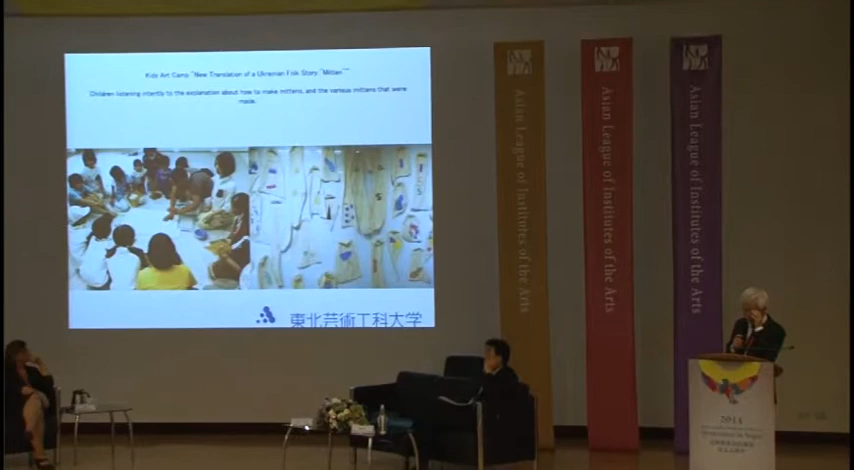 Kids Art Camp "New Translation of a Ukrainian Folk Story "Mitten""
Children listening intently to the explanation about how to make mittens, and the various mittens that were
made.
東北芸術工科大学
Asian League of Institutes of the Arts
Asian League of Institutes of the Arts
Asian League of Institutes of the Arts
2014